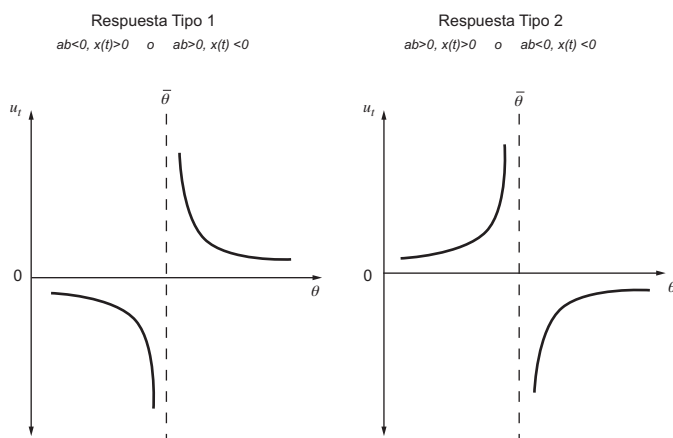 Respuesta Tipo 1
ab<0, x(t)>0 o ab>0, x(t) <0
θ̅
u_t
0
θ
Respuesta Tipo 2
ab>0, x(t)>0 o ab<0, x(t) <0
θ̅
u_t
0
θ